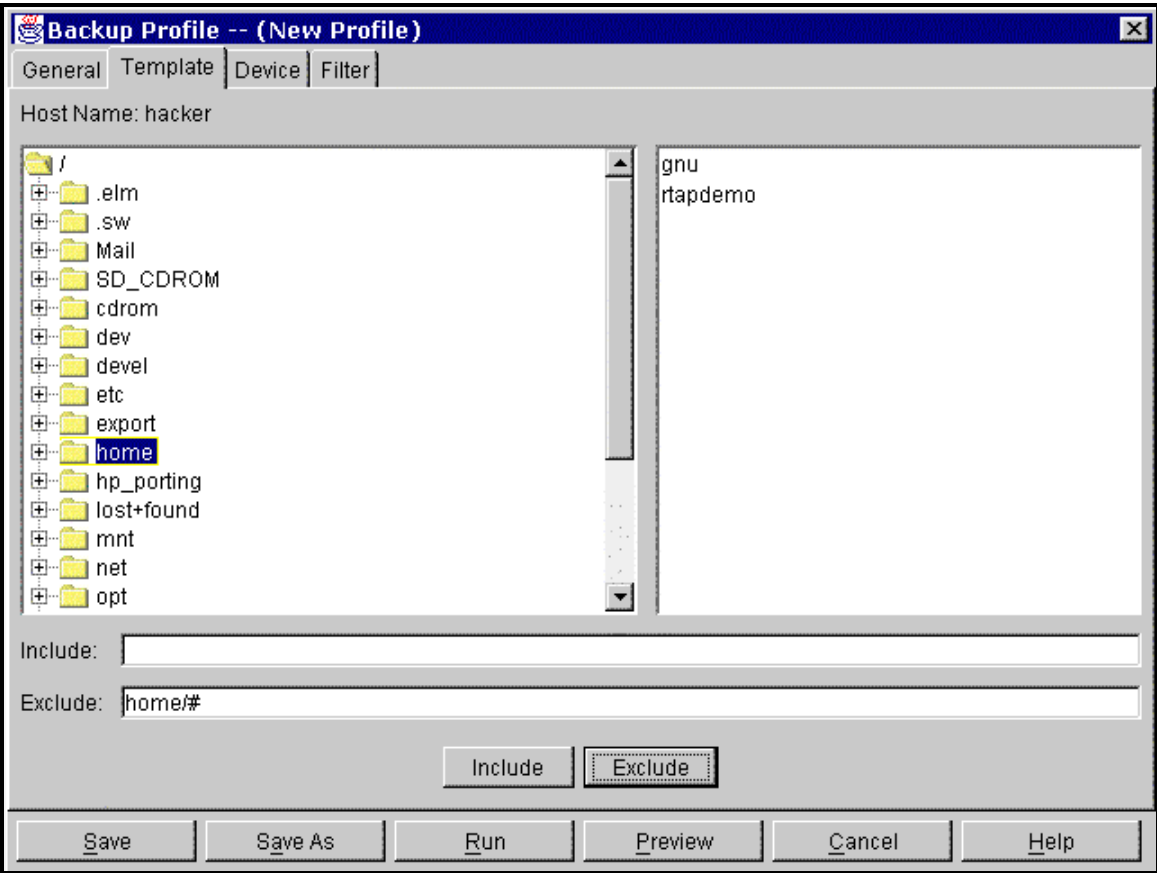 Backup Profile -- (New Profile)
General Template Device Filter
Host Name: hacker
/
.elm
.sw
Mail
SD_CDROM
cdrom
dev
devel
etc
export
home
hp_porting
lost+found
mnt
net
opt
gnu
rtapdemo
Include:
Exclude: home/#
Include Exclude
Save Save As Run Preview Cancel Help